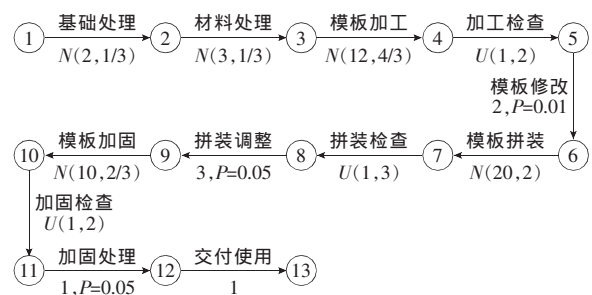 基础处理 材料处理 模板加工 加工检查
1 2 3 4 5
N(2,1/3) N(3,1/3) N(12,4/3) U(1,2)
模板修改
2,P=0.01
模板加固 拼装调整 拼装检查 模板拼装
10 9 8 7 6
N(10,2/3) 3,P=0.05 U(1,3) N(20,2)
加固检查
U(1,2)
加固处理 交付使用
11 12 13
1,P=0.05 1